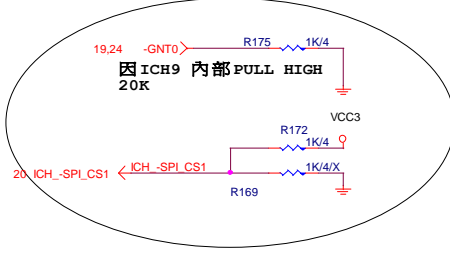 19,24 -GNT0 R175 1K/4
因ICH9 內部PULL HIGH
20K
VCC3
R172 1K/4
20 ICH_-SPI_CS1 ICH_-SPI_CS1 1K/4/X
R169